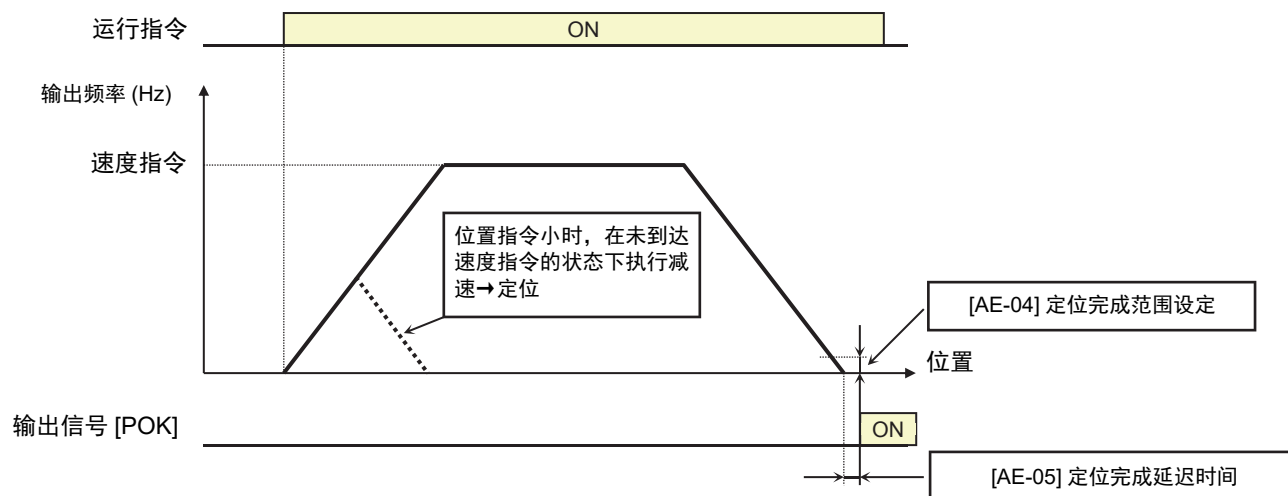 运行指令
ON
输出频率 (Hz)
速度指令
位置指令小时，在未到达
速度指令的状态下执行减
速→定位
[AE-04] 定位完成范围设定
位置
输出信号 [POK]
ON
[AE-05] 定位完成延迟时间